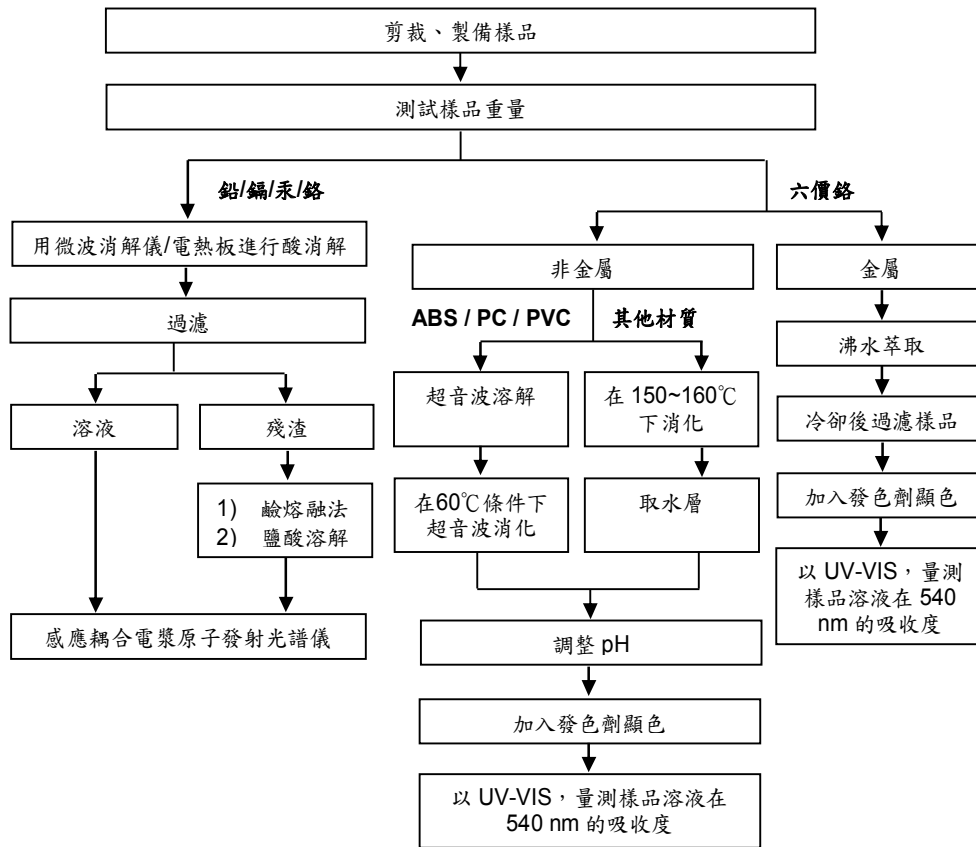 剪裁、製備樣品
測試樣品重量
鉛/鎘/汞/鉻
六價鉻
用微波消解儀/電熱板進行酸消解
非金屬
金屬
過濾
ABS / PC / PVC
其他材質
沸水萃取
溶液
殘渣
超音波溶解
在 150~160℃
下消化
冷卻後過濾樣品
1) 鹼熔融法
2) 鹽酸溶解
在60℃條件下
超音波消化
取水層
加入發色劑顯色
以 UV-VIS，量測
樣品溶液在 540
nm 的吸收度
感應耦合電漿原子發射光譜儀
調整 pH
加入發色劑顯色
以 UV-VIS，量測樣品溶液在
540 nm 的吸收度